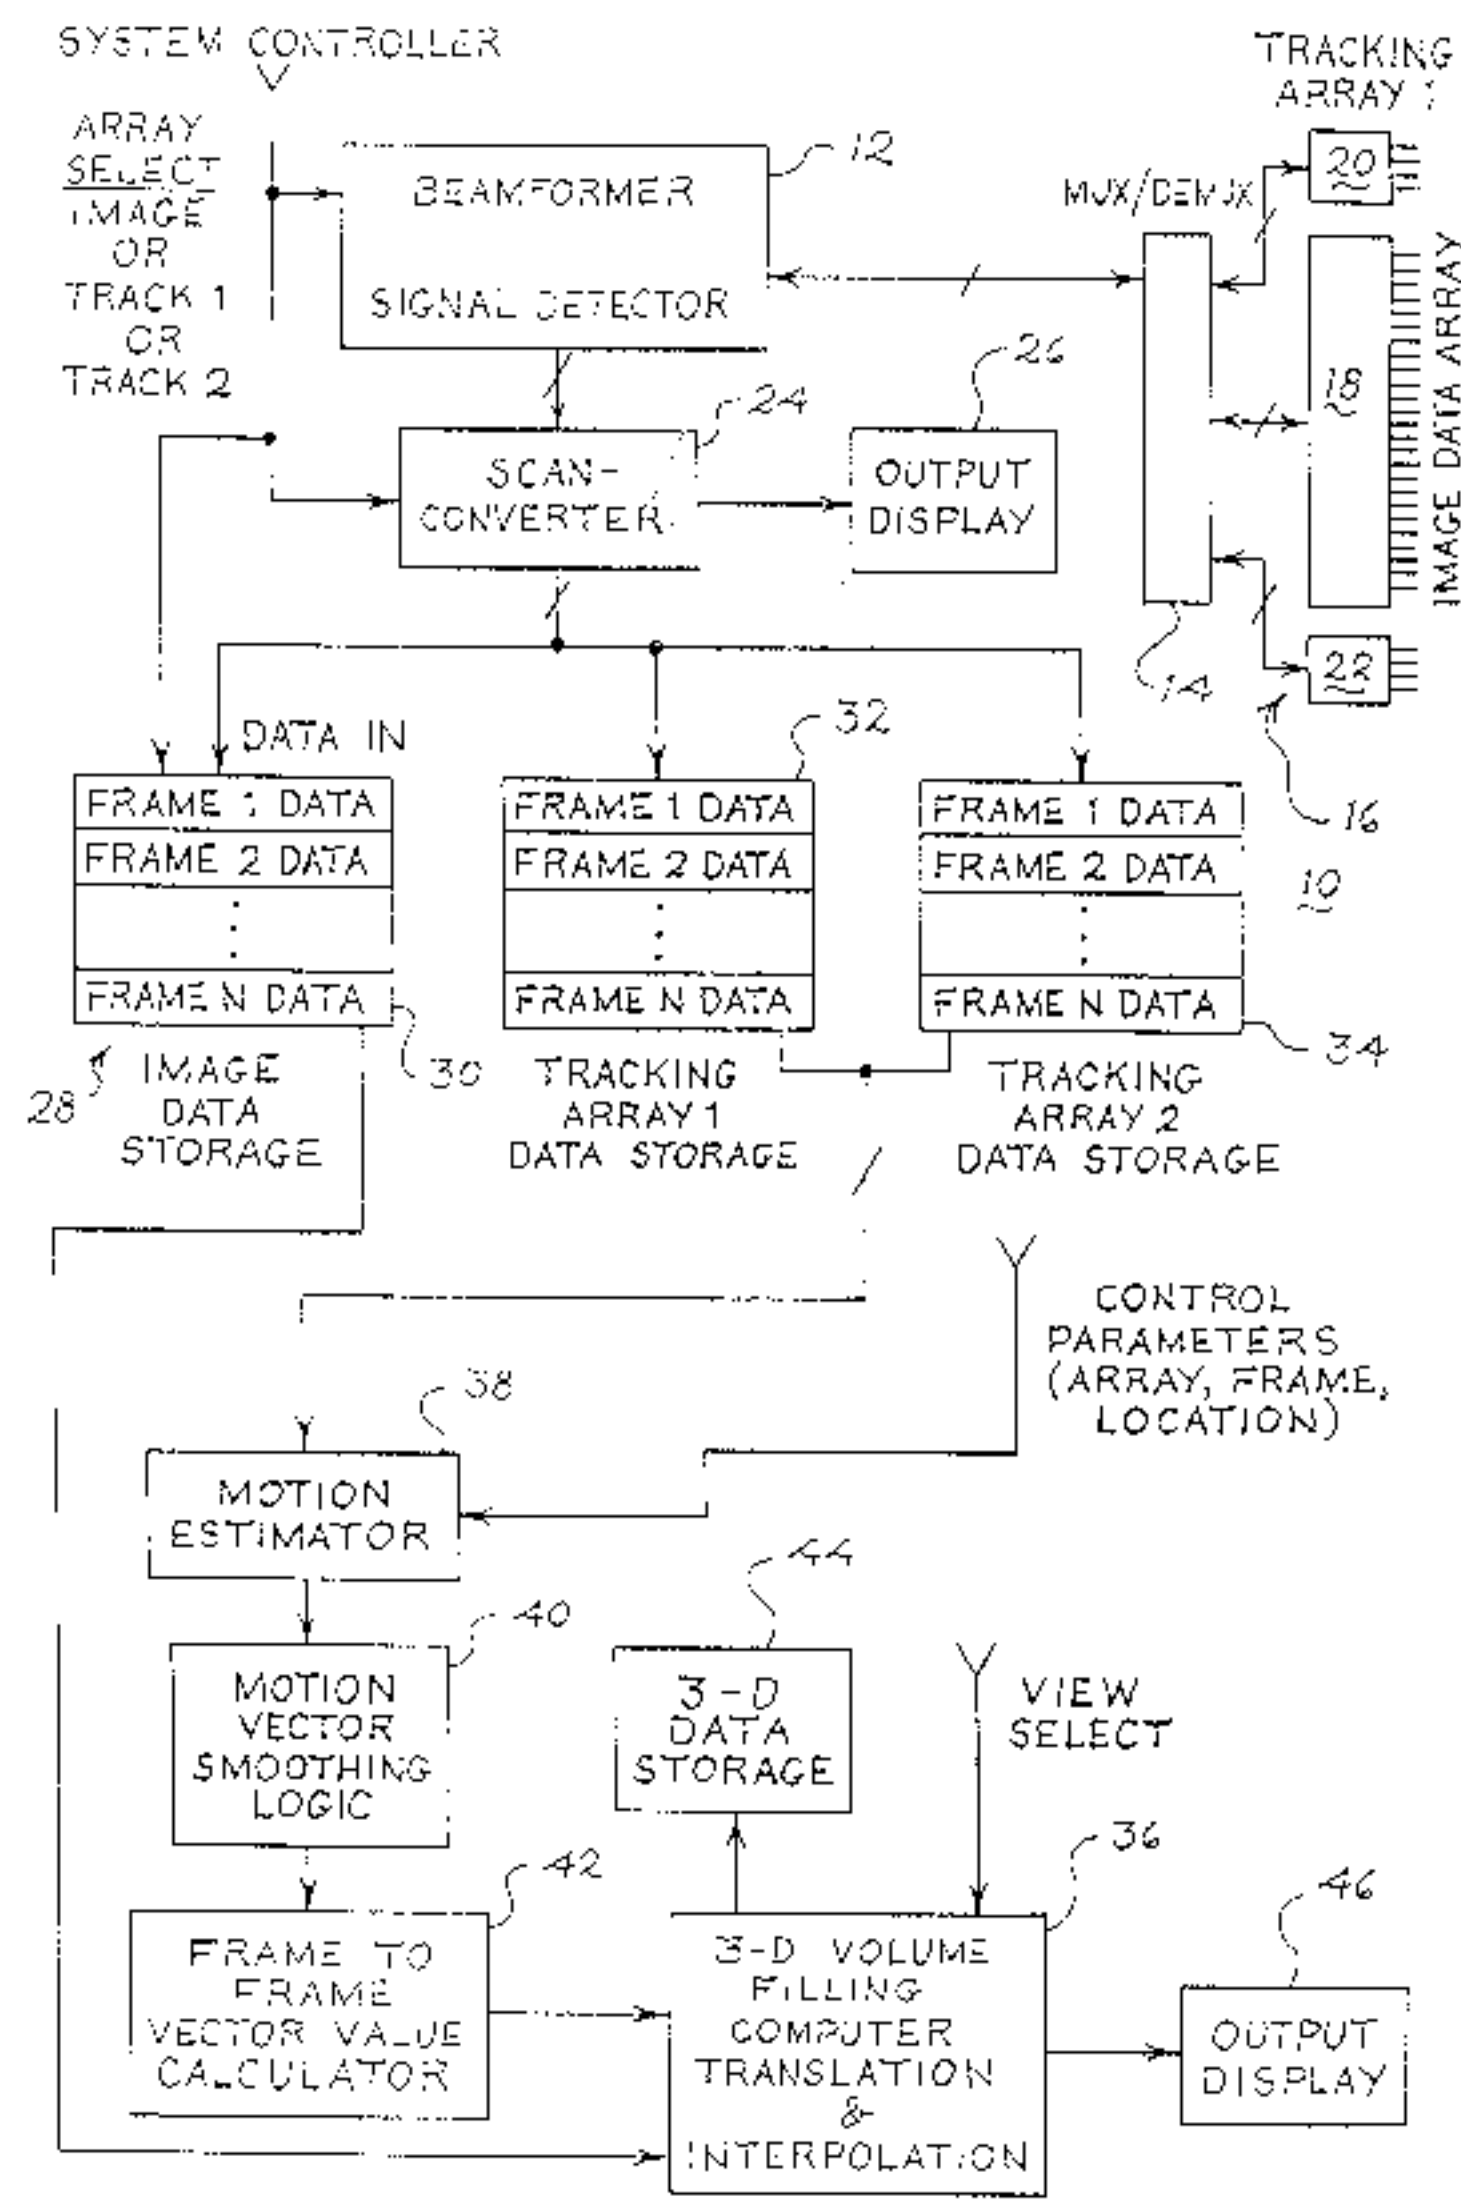 SYSTEM CONTROLLER
ARRAY
SELECT
IMAGE
OR
TRACK 1
OR
TRACK 2
BEAMFORMER
SIGNAL DETECTOR
12
MUX/DEMUX
TRACKING
ARRAY 1
20
18
IMAGE DATA ARRAY
22
14
16
10
SCAN-
CONVERTER
24
OUTPUT
DISPLAY
26
DATA IN
FRAME 1 DATA
FRAME 2 DATA
FRAME N DATA
30
28
IMAGE
DATA
STORAGE
32
FRAME 1 DATA
FRAME 2 DATA
FRAME N DATA
TRACKING
ARRAY 1
DATA STORAGE
FRAME 1 DATA
FRAME 2 DATA
FRAME N DATA
34
TRACKING
ARRAY 2
DATA STORAGE
CONTROL
PARAMETERS
(ARRAY, FRAME,
LOCATION)
38
MOTION
ESTIMATOR
40
MOTION
VECTOR
SMOOTHING
LOGIC
44
3-D
DATA
STORAGE
VIEW
SELECT
42
FRAME TO
FRAME
VECTOR VALUE
CALCULATOR
36
3-D VOLUME
FILLING
COMPUTER
TRANSLATION
&
INTERPOLATION
46
OUTPUT
DISPLAY